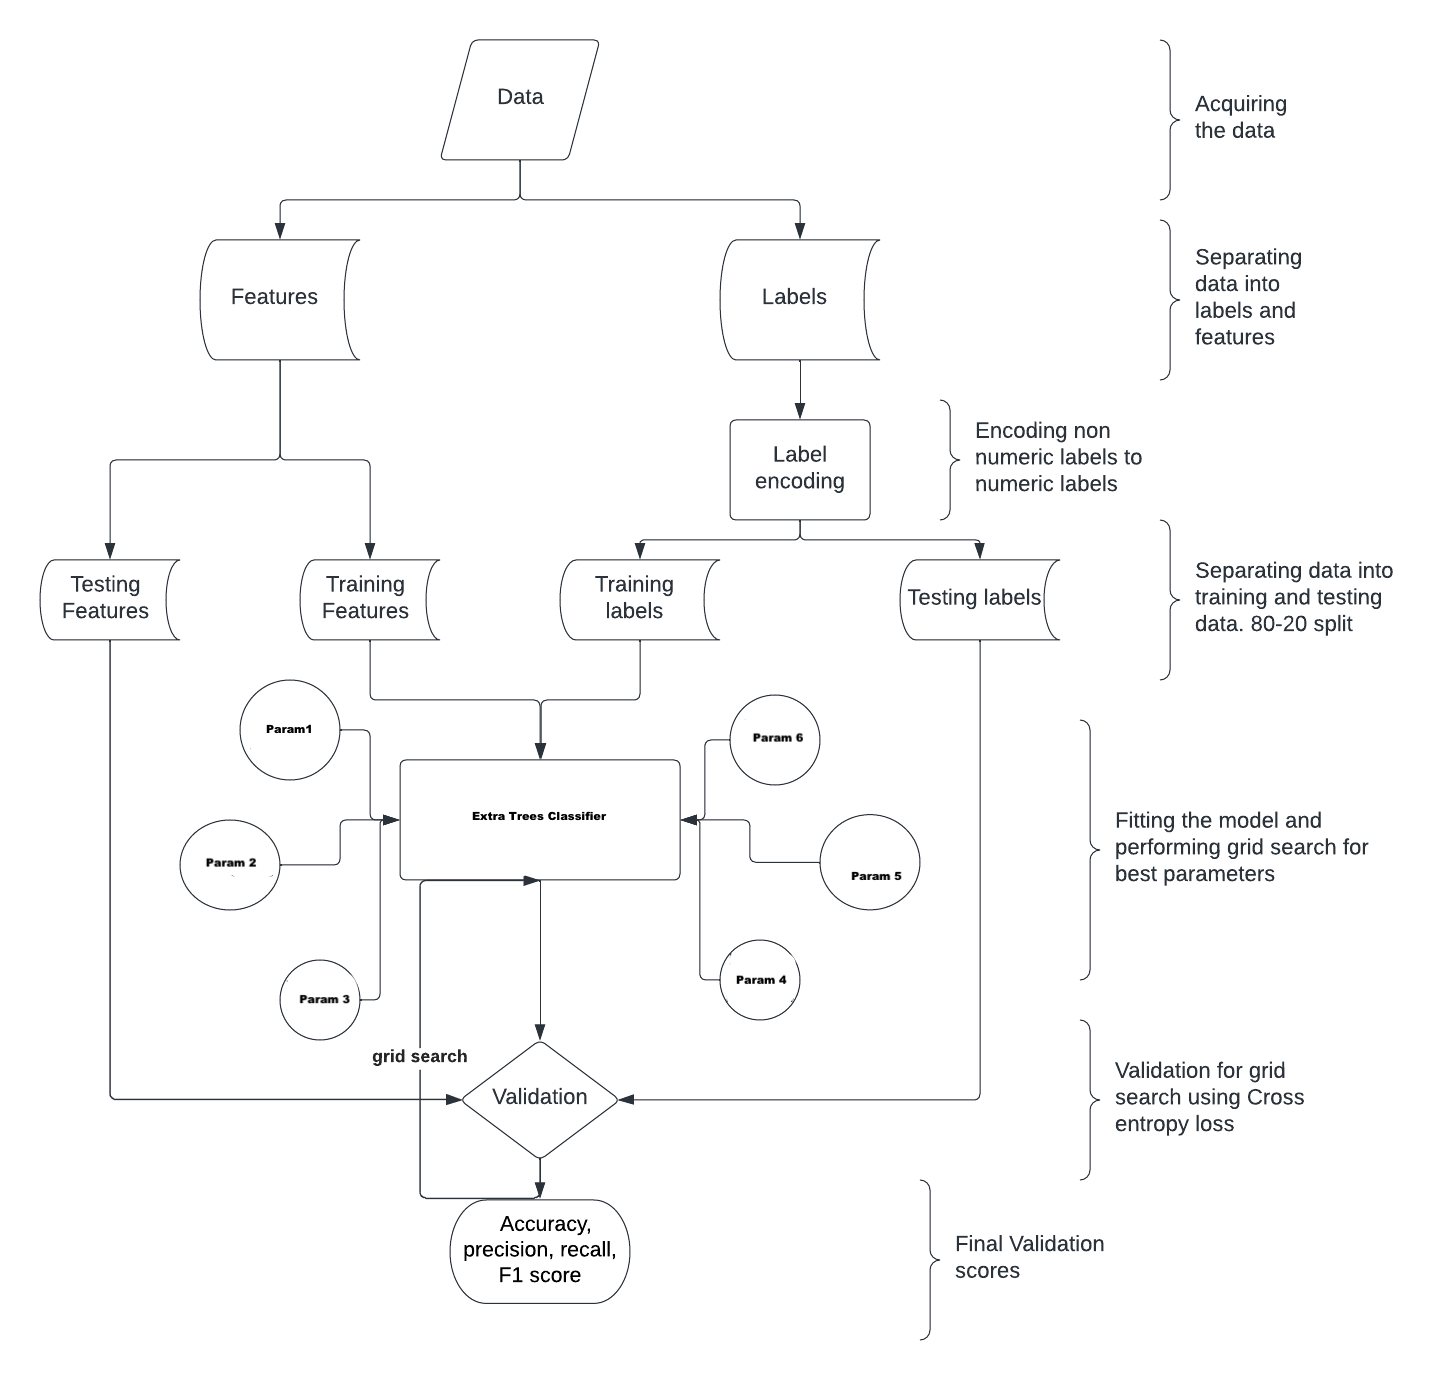 Data
Acquiring
the data
Features
Labels
Separating
data into
labels and
features
Label
encoding
Encoding non
numeric labels to
numeric labels
Testing
Features
Training
Features
Training
labels
Testing labels
Separating data into
training and testing
data. 80-20 split
Param1
Param 6
Extra Trees Classifier
Param 2
Param 5
Fitting the model and
performing grid search for
best parameters
Param 3
Param 4
grid search
Validation
Validation for grid
search using Cross
entropy loss
Accuracy,
precision, recall,
F1 score
Final Validation
scores